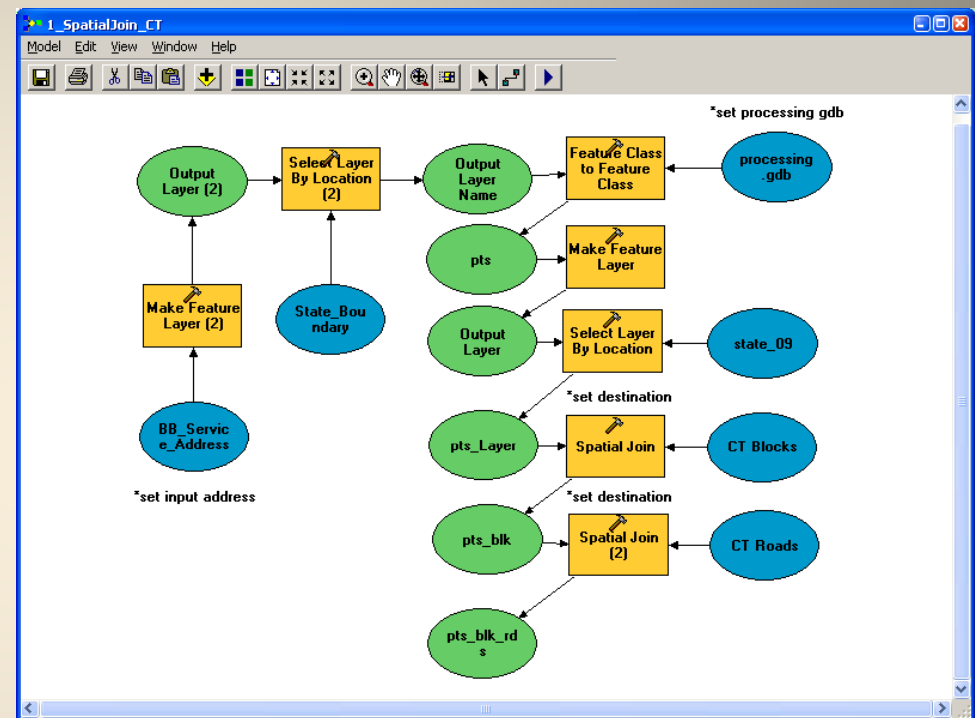 1_SpatialJoin_CT
Model Edit View Window Help
*set processing gdb
Output
Layer (2)
Select Layer
By Location
(2)
Output
Layer
Name
Feature Class
to Feature
Class
processing
.gdb
pts
Make Feature
Layer
Make Feature
Layer (2)
State_Bou
ndary
Output
Layer
Select Layer
By Location
state_09
*set destination
BB_Servic
e_Address
pts_Layer
Spatial Join
CT Blocks
*set input address
*set destination
pts_blk
Spatial Join
(2)
CT Roads
pts_blk_rd
s